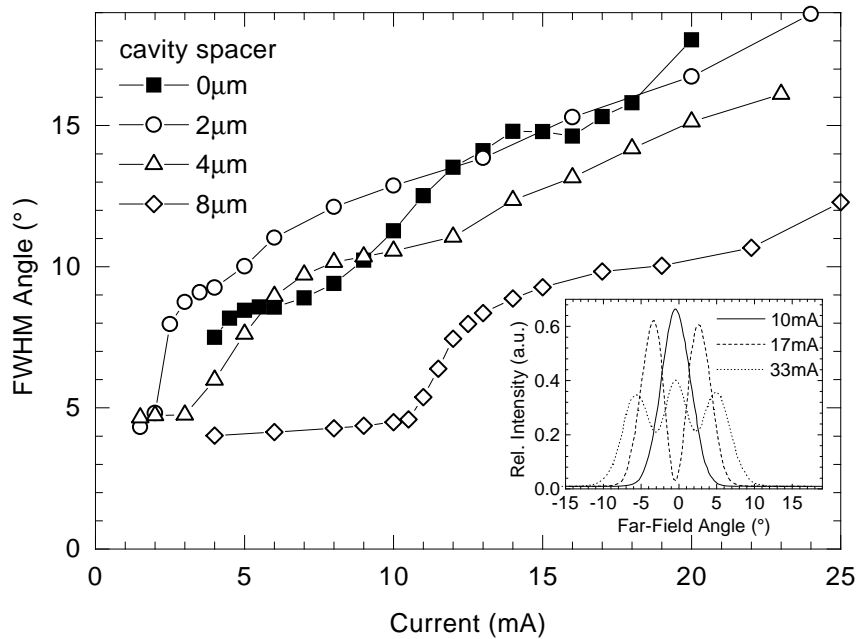 cavity spacer
0μm
2μm
4μm
8μm
FWHM Angle (°)
0
5
10
15
0 5 10 15 20 25
Current (mA)
10mA
17mA
33mA
Rel. Intensity (a.u.)
0.0
0.2
0.4
0.6
-15 -10 -5 0 5 10 15
Far-Field Angle (°)